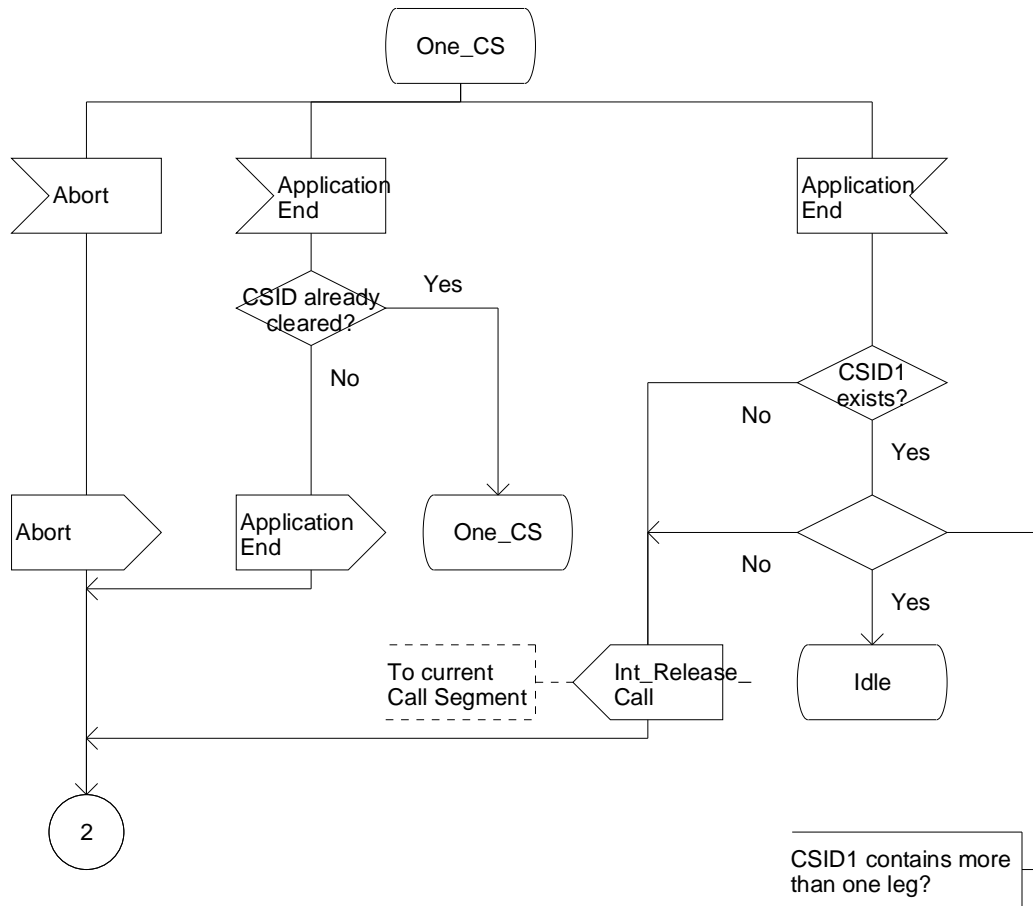 One_CS
Abort
Application
End
Application
End
CSID already
cleared?
Yes
No
CSID1
exists?
No
Yes
Abort
Application
End
One_CS
No
Yes
To current
Call Segment
Int_Release_
Call
Idle
2
CSID1 contains more
than one leg?